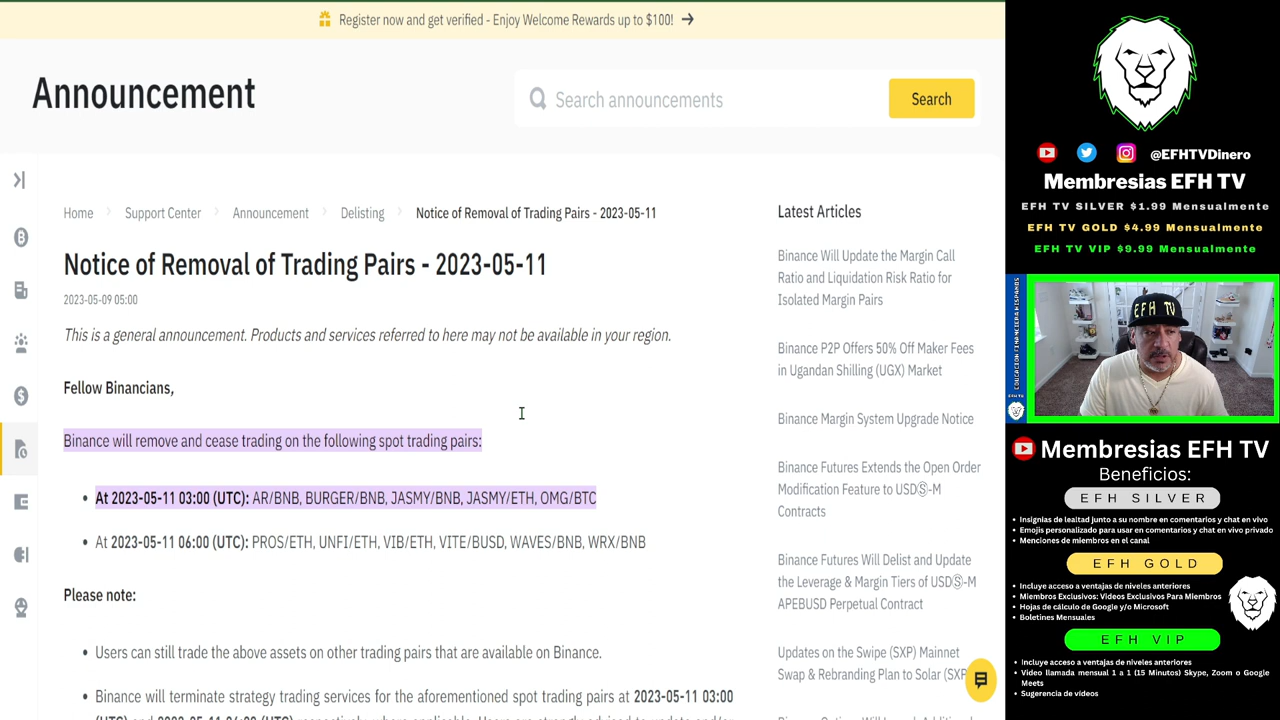 Register now and get verified - Enjoy Welcome Rewards up to $100!
Announcement
Search announcements
Search
Home
Support Center
Announcement
Delisting
Notice of Removal of Trading Pairs - 2023-05-11
Notice of Removal of Trading Pairs - 2023-05-11
2023-05-09 05:00
This is a general announcement. Products and services referred to here may not be available in your region.
Fellow Binancians,
Binance will remove and cease trading on the following spot trading pairs:
At 2023-05-11 03:00 (UTC): AR/BNB, BURGER/BNB, JASMY/BNB, JASMY/ETH, OMG/BTC
At 2023-05-11 06:00 (UTC): PROS/ETH, UNFI/ETH, VIB/ETH, VITE/BUSD, WAVES/BNB, WRX/BNB
Please note:
Users can still trade the above assets on other trading pairs that are available on Binance.
Binance will terminate strategy trading services for the aforementioned spot trading pairs at 2023-05-11 03:00
Latest Articles
Binance Will Update the Margin Call
Ratio and Liquidation Risk Ratio for
Isolated Margin Pairs
Binance P2P Offers 50% Off Maker Fees
in Ugandan Shilling (UGX) Market
Binance Margin System Upgrade Notice
Binance Futures Extends the Open Order
Modification Feature to USDⓈ-M
Contracts
Binance Futures Will Delist and Update
the Leverage & Margin Tiers of USDⓈ-M
APEBUSD Perpetual Contract
Updates on the Swipe (SXP) Mainnet
Swap & Rebranding Plan to Solar (SXP
@EFHTVDinero
Membresias EFH TV
EFH TV SILVER $1.99 Mensualmente
EFH TV GOLD $4.99 Mensualmente
EFH TV VIP $9.99 Mensualmente
EDUCACION FINANCIERA HISPANOS
EFH TV
EFH TV
Membresias EFH TV
Beneficios:
EFH SILVER
Insignias de lealtad junto a su nombre en comentarios y chat en vivo
Emojis personalizado para usar en comentarios y chat en vivo privado
Menciones de miembros en el canal
EFH GOLD
Incluye acceso a ventajas de niveles anteriores
Miembros Exclusivos: Videos Exclusivos Para Miembros
Hojas de cálculo de Google y/o Microsoft
Boletines Mensuales
EFH VIP
Incluye acceso a ventajas de niveles anteriores
Video llamada mensual 1 a 1 (15 Minutos) Skype, Zoom o Google
Meets
Sugerencia de videos